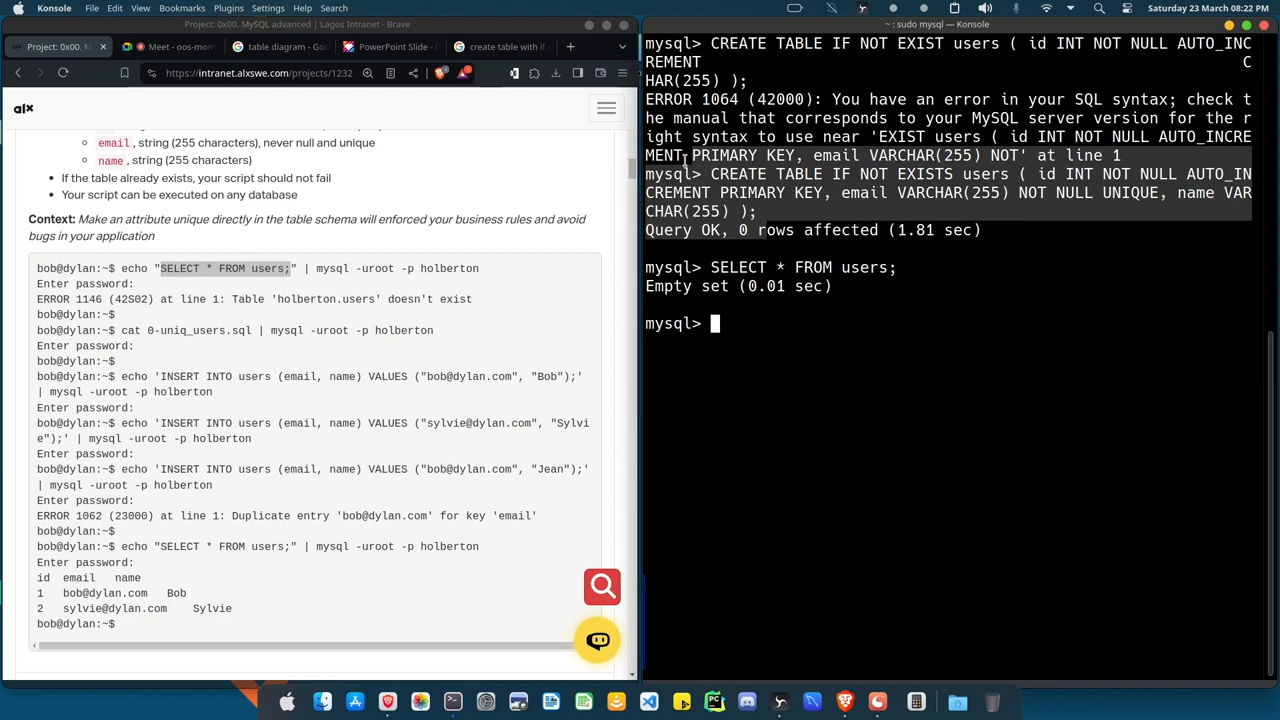 Konsole File Edit View Bookmarks Plugins Settings Help
Saturday 23 March 08:22 PM
Project: 0x00. MySQL advanced | Lagos Intranet - Brave
Project: 0x00. M
Meet - oos-mom
table diagram - Goo
PowerPoint Slide -
create table with if e
https://intranet.alxswe.com/projects/1232
alx
email, string (255 characters), never null and unique
name, string (255 characters)
If the table already exists, your script should not fail
Your script can be executed on any database
Context: Make an attribute unique directly in the table schema will enforced your business rules and avoid
bugs in your application
bob@dylan:~$ echo "SELECT * FROM users;" | mysql -uroot -p holberton
Enter password:
ERROR 1146 (42S02) at line 1: Table 'holberton.users' doesn't exist
bob@dylan:~$
bob@dylan:~$ cat 0-uniq_users.sql | mysql -uroot -p holberton
Enter password:
bob@dylan:~$
bob@dylan:~$ echo 'INSERT INTO users (email, name) VALUES ("bob@dylan.com", "Bob");'
| mysql -uroot -p holberton
Enter password:
bob@dylan:~$ echo 'INSERT INTO users (email, name) VALUES ("sylvie@dylan.com", "Sylvi
e");' | mysql -uroot -p holberton
Enter password:
bob@dylan:~$ echo 'INSERT INTO users (email, name) VALUES ("bob@dylan.com", "Jean");'
| mysql -uroot -p holberton
Enter password:
ERROR 1062 (23000) at line 1: Duplicate entry 'bob@dylan.com' for key 'email'
bob@dylan:~$
bob@dylan:~$ echo "SELECT * FROM users;" | mysql -uroot -p holberton
Enter password:
id email name
1 bob@dylan.com Bob
2 sylvie@dylan.com Sylvie
bob@dylan:~$
~ : sudo mysql — Konsole
mysql> CREATE TABLE IF NOT EXIST users ( id INT NOT NULL AUTO_INC
REMENT C
HAR(255) );
ERROR 1064 (42000): You have an error in your SQL syntax; check t
he manual that corresponds to your MySQL server version for the r
ight syntax to use near 'EXIST users ( id INT NOT NULL AUTO_INCRE
MENT PRIMARY KEY, email VARCHAR(255) NOT' at line 1
mysql> CREATE TABLE IF NOT EXISTS users ( id INT NOT NULL AUTO_IN
CREMENT PRIMARY KEY, email VARCHAR(255) NOT NULL UNIQUE, name VAR
CHAR(255) );
Query OK, 0 rows affected (1.81 sec)
mysql> SELECT * FROM users;
Empty set (0.01 sec)
mysql>